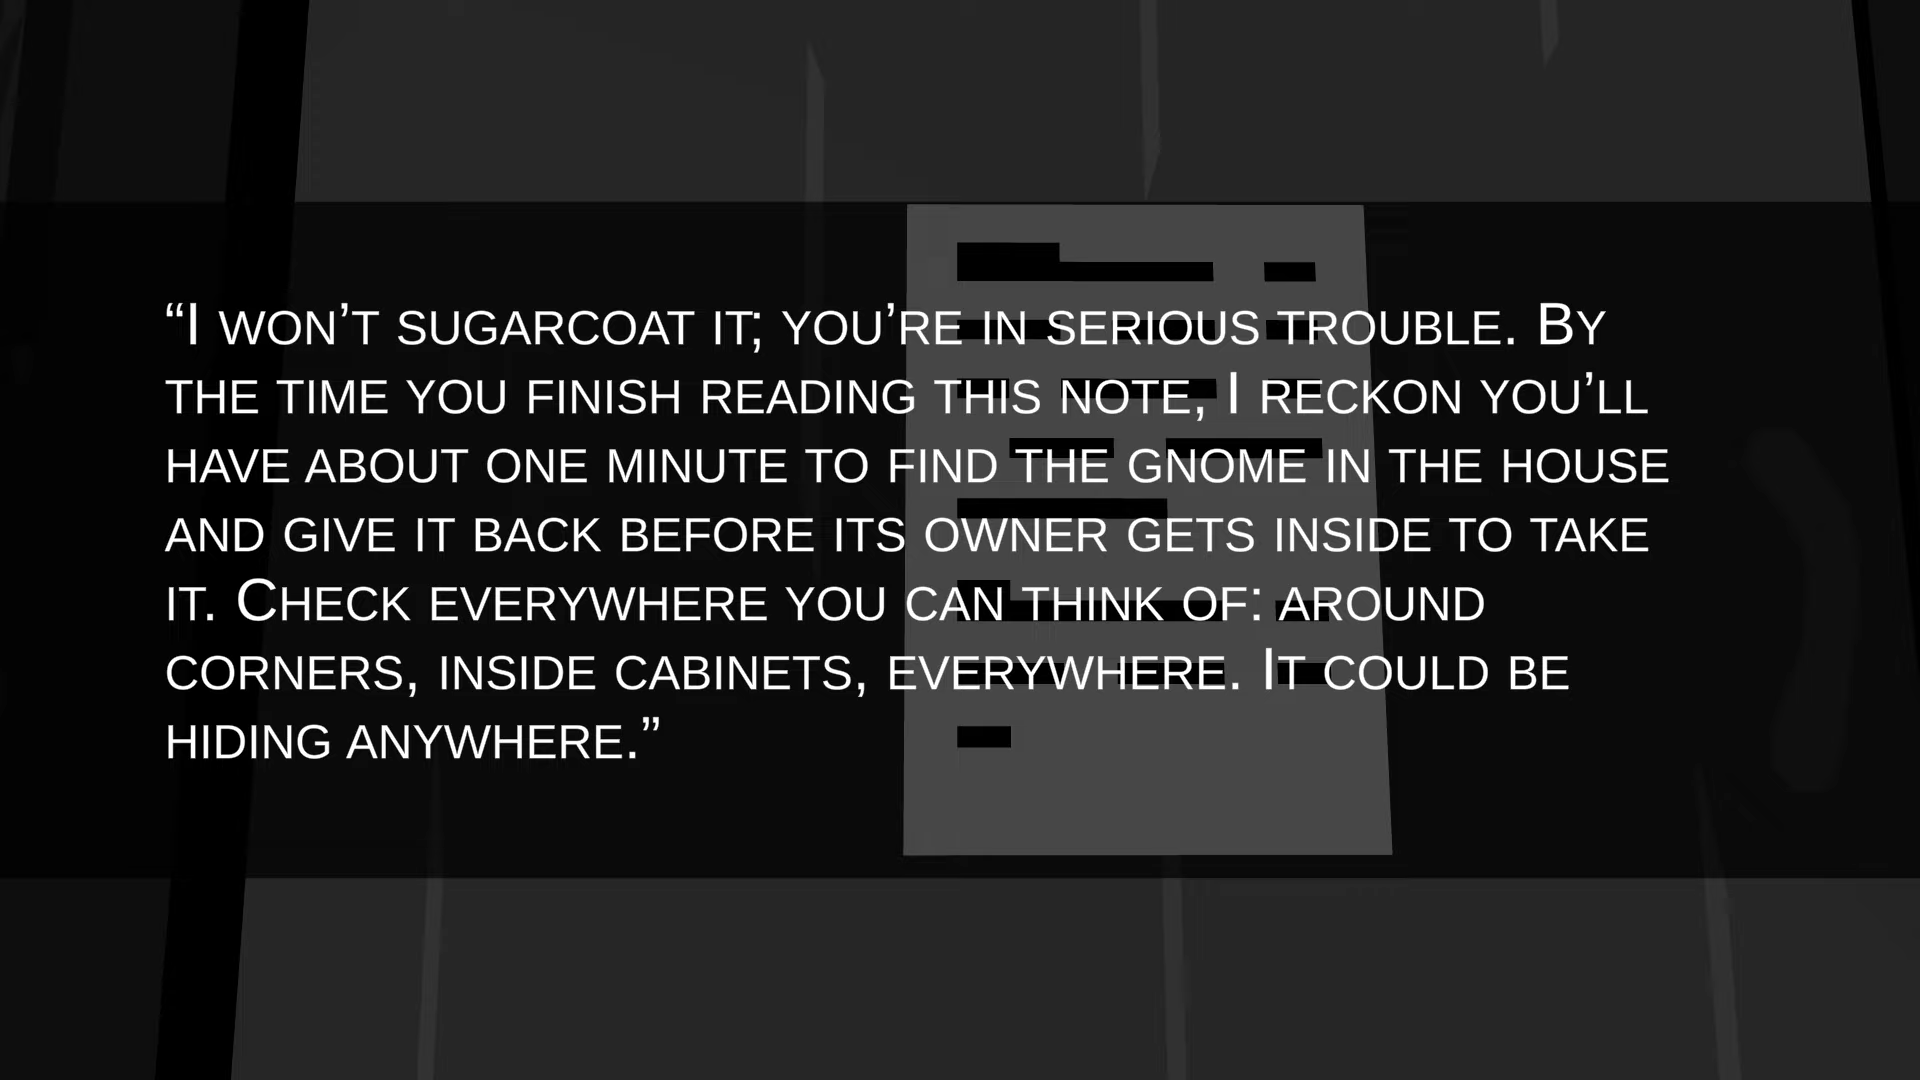 “I won’t sugarcoat it; you’re in serious trouble. By
the time you finish reading this note, I reckon you’ll
have about one minute to find the gnome in the house
and give it back before its owner gets inside to take
it. Check everywhere you can think of: around
corners, inside cabinets, everywhere. It could be
hiding anywhere.”